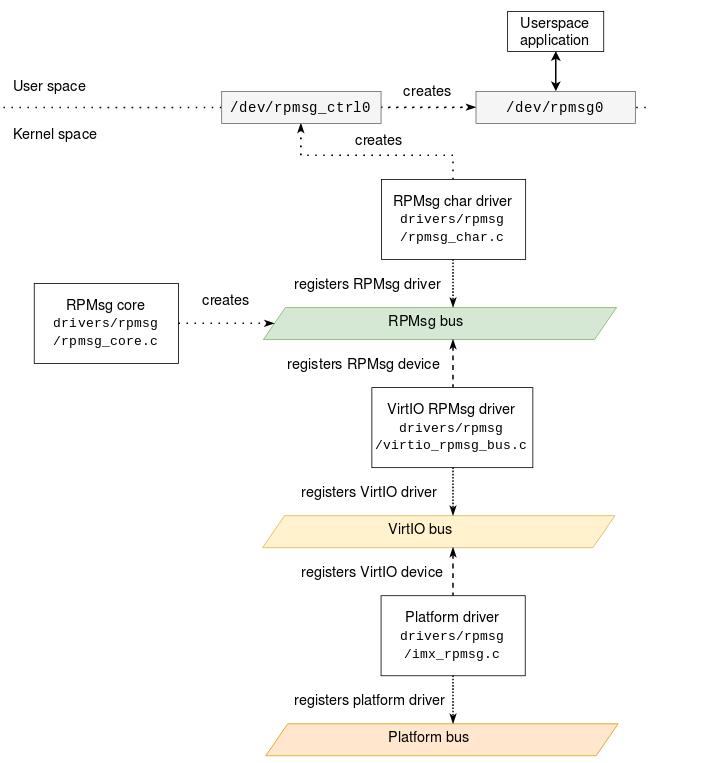 Userspace
application
User space
creates
/dev/rpmsg_ctrl0
/dev/rpmsg0
Kernel space
creates
RPMsg char driver
drivers/rpmsg
/rpmsg_char.c
registers RPMsg driver
RPMsg core
drivers/rpmsg
/rpmsg_core.c
creates
RPMsg bus
registers RPMsg device
VirtIO RPMsg driver
drivers/rpmsg
/virtio_rpmsg_bus.c
registers VirtIO driver
VirtIO bus
registers VirtIO device
Platform driver
drivers/rpmsg
/imx_rpmsg.c
registers platform driver
Platform bus